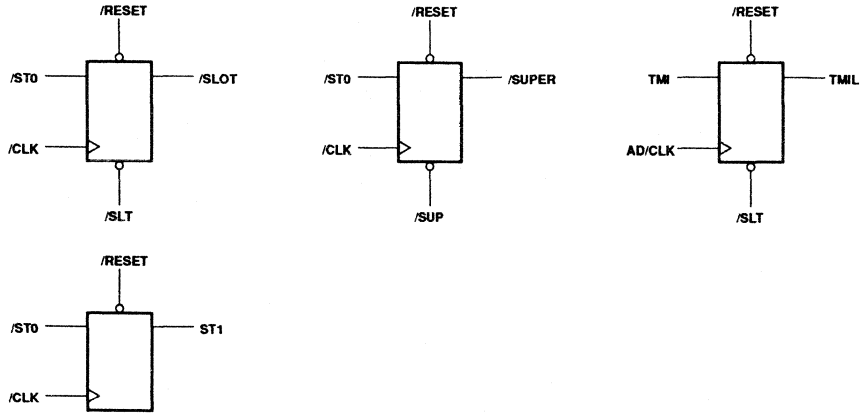 /RESET
/ST0
/SLOT
/CLK
/SLT
/RESET
/ST0
/SUPER
/CLK
/SUP
/RESET
TMI
TMIL
AD/CLK
/SLT
/RESET
/ST0
ST1
/CLK